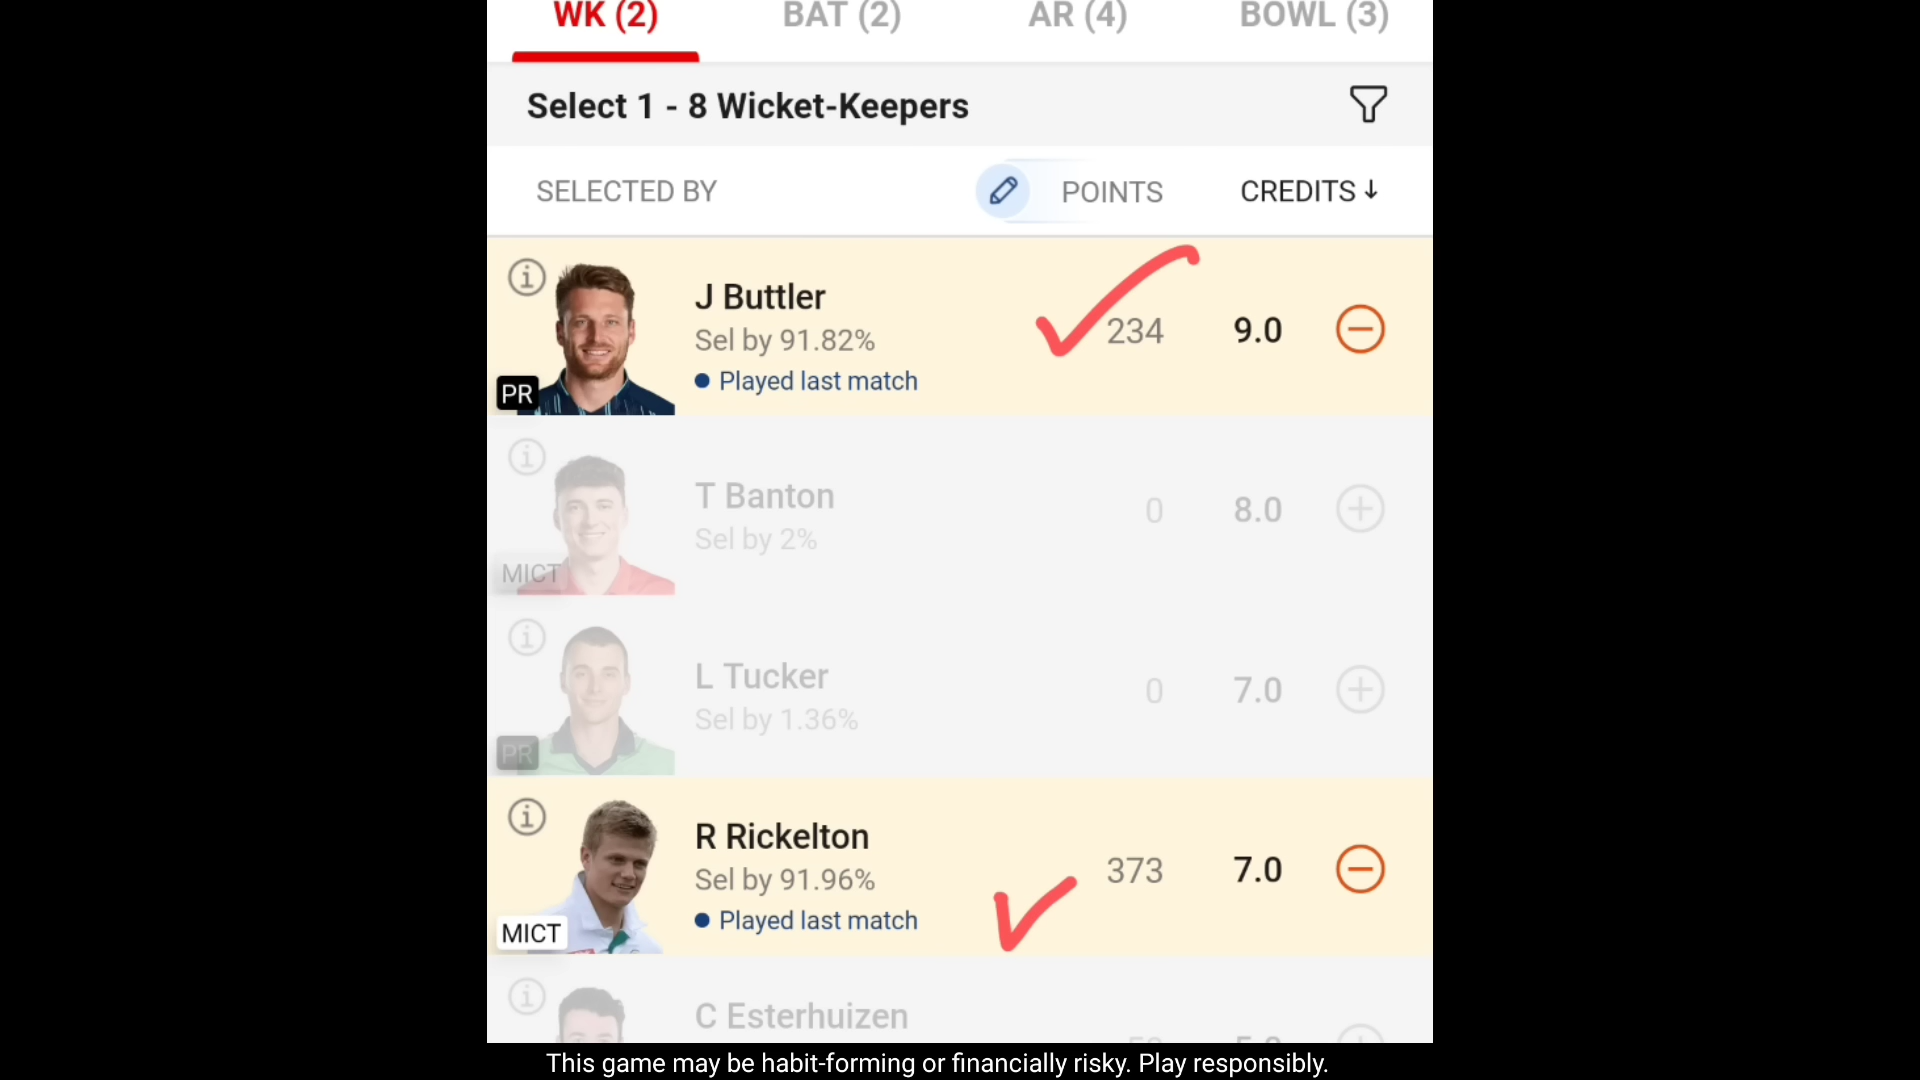 WK (2) BAT (2) AR (4) BOWL (3)
Select 1 - 8 Wicket-Keepers
SELECTED BY POINTS CREDITS ↓
J Buttler
Sel by 91.82% 234 9.0
Played last match
PR
T Banton
Sel by 2% 0 8.0
MICT
L Tucker
Sel by 1.36% 0 7.0
PR
R Rickelton
Sel by 91.96% 373 7.0
Played last match
MICT
C Esterhuizen
This game may be habit-forming or financially risky. Play responsibly.